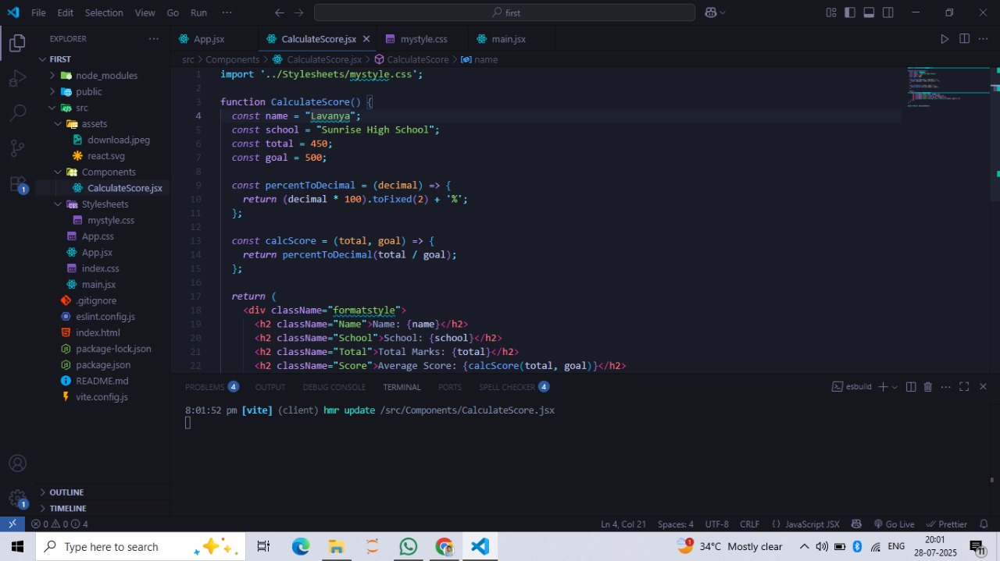 File Edit Selection View Go Run ··· first
EXPLORER ···
App.jsx CalculateScore.jsx mystyle.css main.jsx
src > Components > CalculateScore.jsx > CalculateScore > name
FIRST
node_modules
public
src
assets
download.jpeg
react.svg
Components
CalculateScore.jsx
Stylesheets
mystyle.css
App.css
App.jsx
index.css
main.jsx
.gitignore
eslint.config.js
index.html
package-lock.json
package.json
README.md
vite.config.js
OUTLINE
TIMELINE
1
1
1 import '../Stylesheets/mystyle.css';
2
3 function CalculateScore() {
4 const name = "Lavanya";
5 const school = "Sunrise High School";
6 const total = 450;
7 const goal = 500;
8
9 const percentToDecimal = (decimal) => {
10 return (decimal * 100).toFixed(2) + '%';
11 };
12
13 const calcScore = (total, goal) => {
14 return percentToDecimal(total / goal);
15 };
16
17 return (
18 <div className="formatstyle">
19 <h2 className="Name">Name: {name}</h2>
20 <h2 className="School">School: {school}</h2>
21 <h2 className="Total">Total Marks: {total}</h2>
22 <h2 className="Score">Average Score: {calcScore(total, goal)}</h2>
PROBLEMS 4 OUTPUT DEBUG CONSOLE TERMINAL PORTS SPELL CHECKER 4 esbuild
8:01:52 pm [vite] (client) hmr update /src/Components/CalculateScore.jsx
0 0 4 Ln 4, Col 21 Spaces: 4 UTF-8 CRLF {} JavaScript JSX Go Live Prettier
Type here to search 1 34°C Mostly clear ENG 20:01
28-07-2025 11